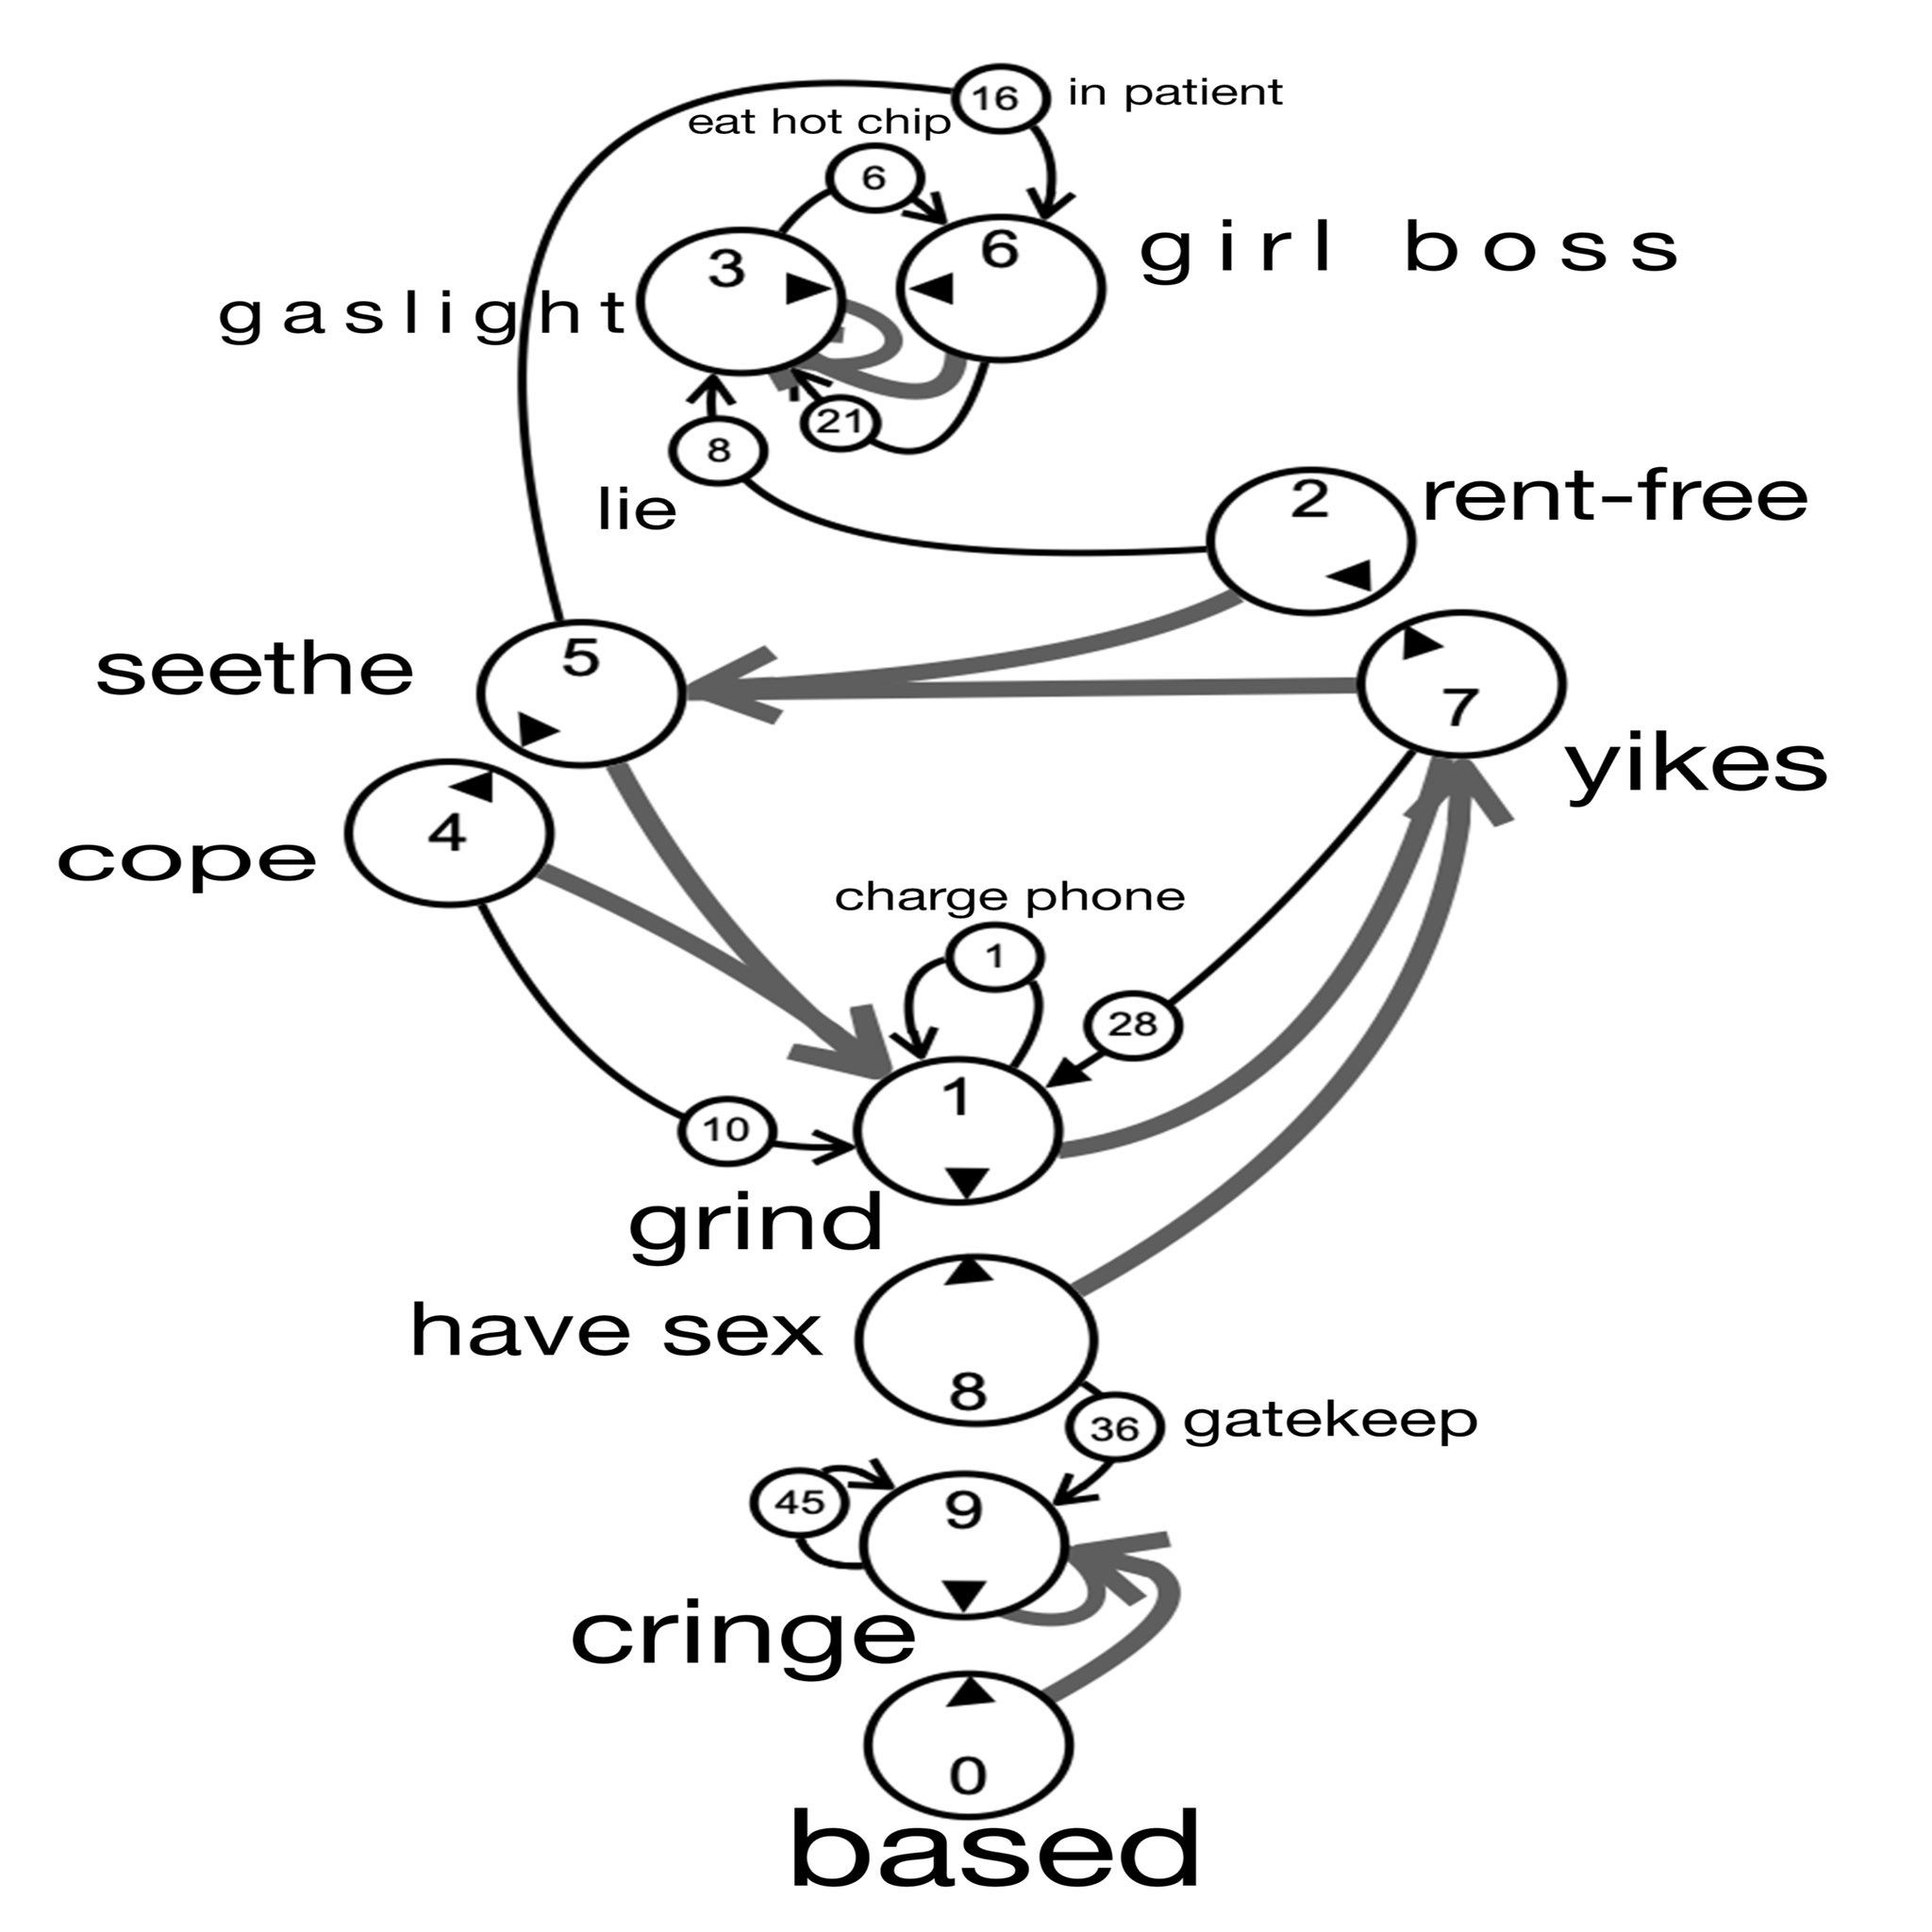 16 in patient
eat hot chip
6
3
6
girl boss
gaslight
21
8
lie
2
rent-free
5
seethe
7
yikes
4
cope
charge phone
1
28
1
10
grind
have sex
8
36
gatekeep
45
9
cringe
0
based